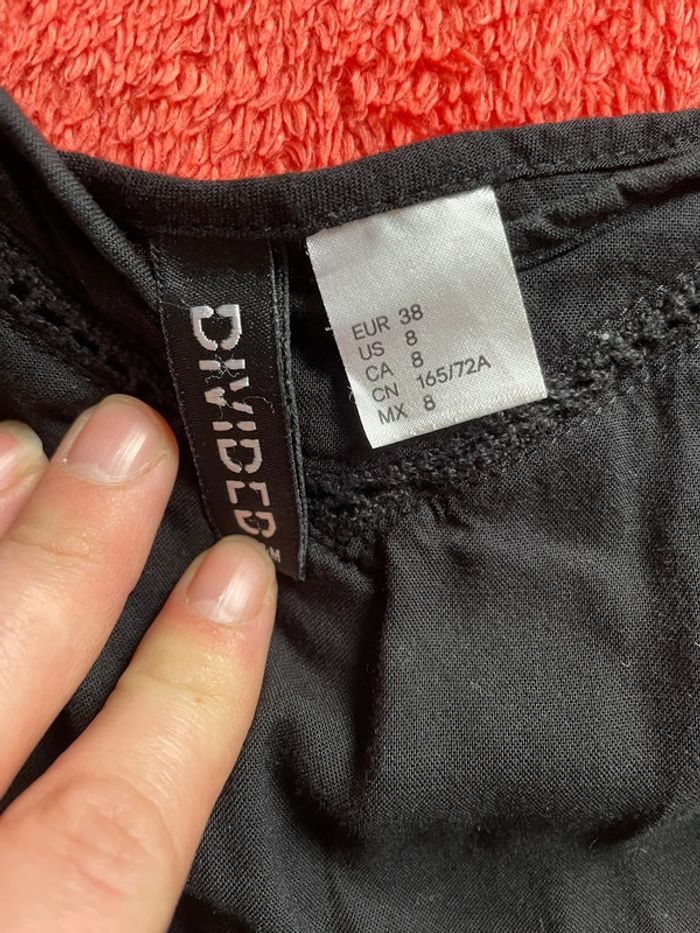 DIVIDED
EUR 38
US 8
CA 8
CN 165/72A
MX 8